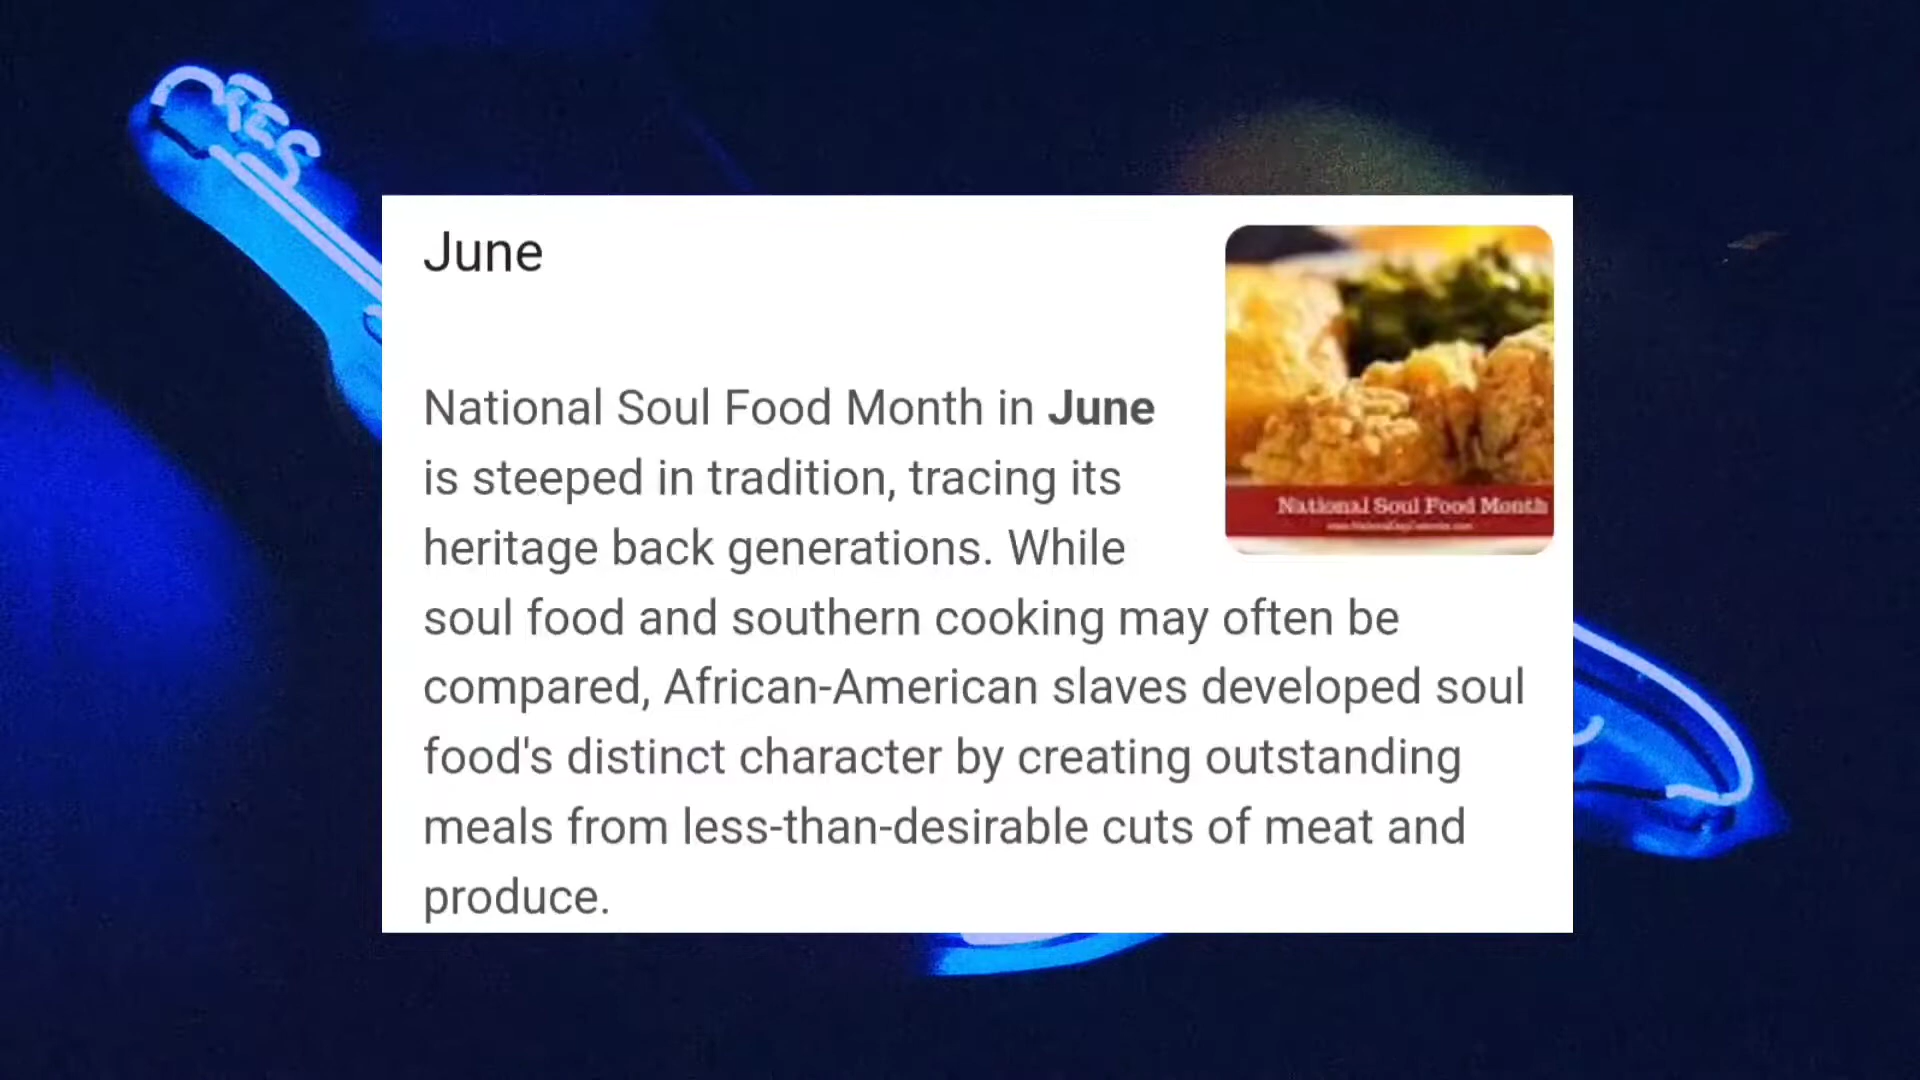 June
National Soul Food Month in June
is steeped in tradition, tracing its
heritage back generations. While
soul food and southern cooking may often be
compared, African-American slaves developed soul
food's distinct character by creating outstanding
meals from less-than-desirable cuts of meat and
produce.
National Soul Food Month